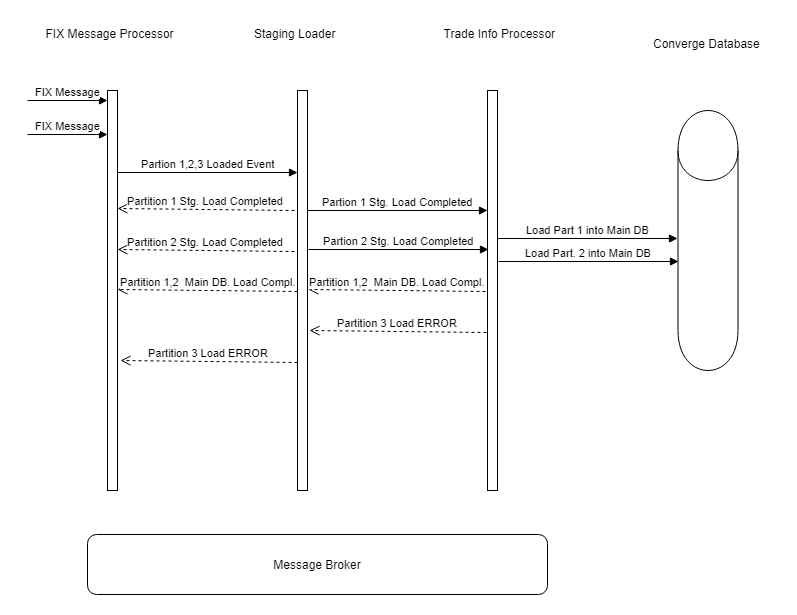 FIX Message Processor
Staging Loader
Trade Info Processor
Converge Database
FIX Message
FIX Message
Partion 1,2,3 Loaded Event
Partition 1 Stg. Load Completed
Partion 1 Stg. Load Completed
Load Part 1 into Main DB
Partition 2 Stg. Load Completed
Partion 2 Stg. Load Completed
Load Part. 2 into Main DB
Partition 1,2  Main DB. Load Compl.
Partition 1,2  Main DB. Load Compl.
Partition 3 Load ERROR
Partition 3 Load ERROR
Message Broker